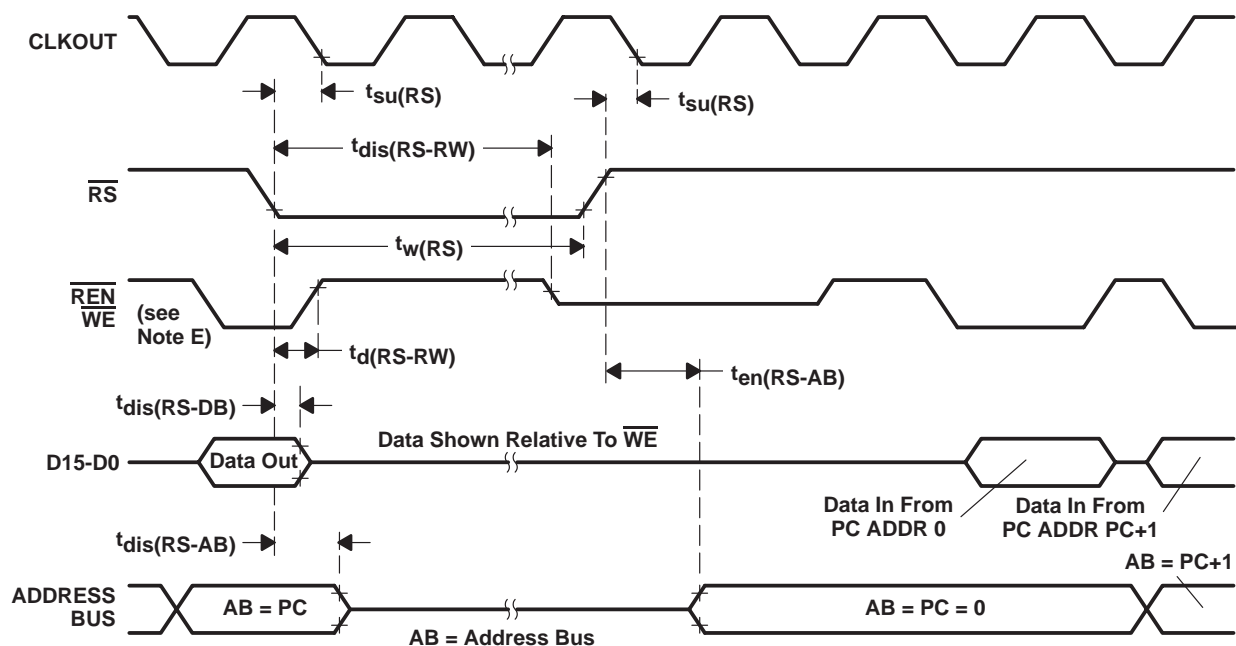 CLKOUT
tsu(RS)
tsu(RS)
tdis(RS-RW)
RS
tw(RS)
REN
WE
(see
Note E)
td(RS-RW)
ten(RS-AB)
tdis(RS-DB)
Data Shown Relative To WE
D15-D0
Data Out
Data In From
PC ADDR 0
Data In From
PC ADDR PC+1
tdis(RS-AB)
AB = PC+1
ADDRESS
BUS
AB = PC
AB = Address Bus
AB = PC = 0